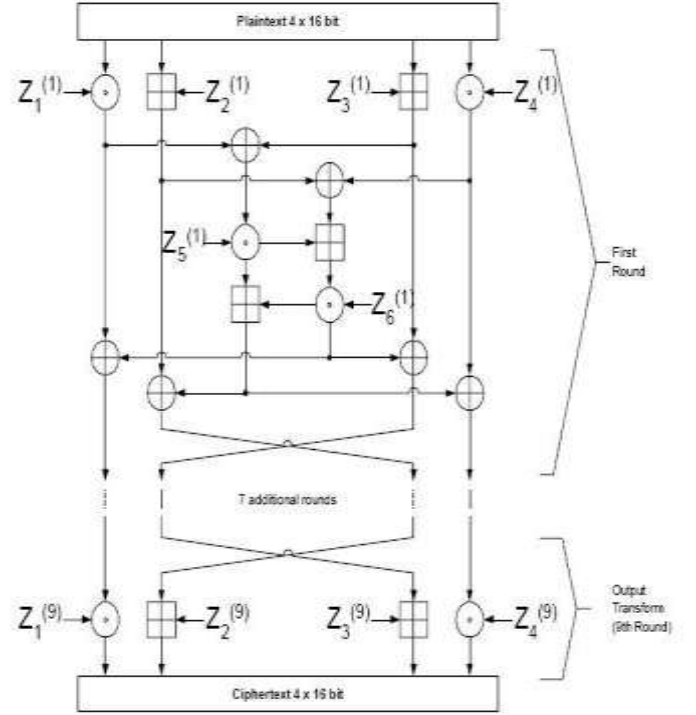 Plaintext 4 x 16 bit
Z1(1) Z2(1) Z3(1) Z4(1)
Z5(1)
Z6(1)
First
Round
7 additional rounds
Z1(9) Z2(9) Z3(9) Z4(9)
Output
Transform
(9th Round)
Ciphertext 4 x 16 bit